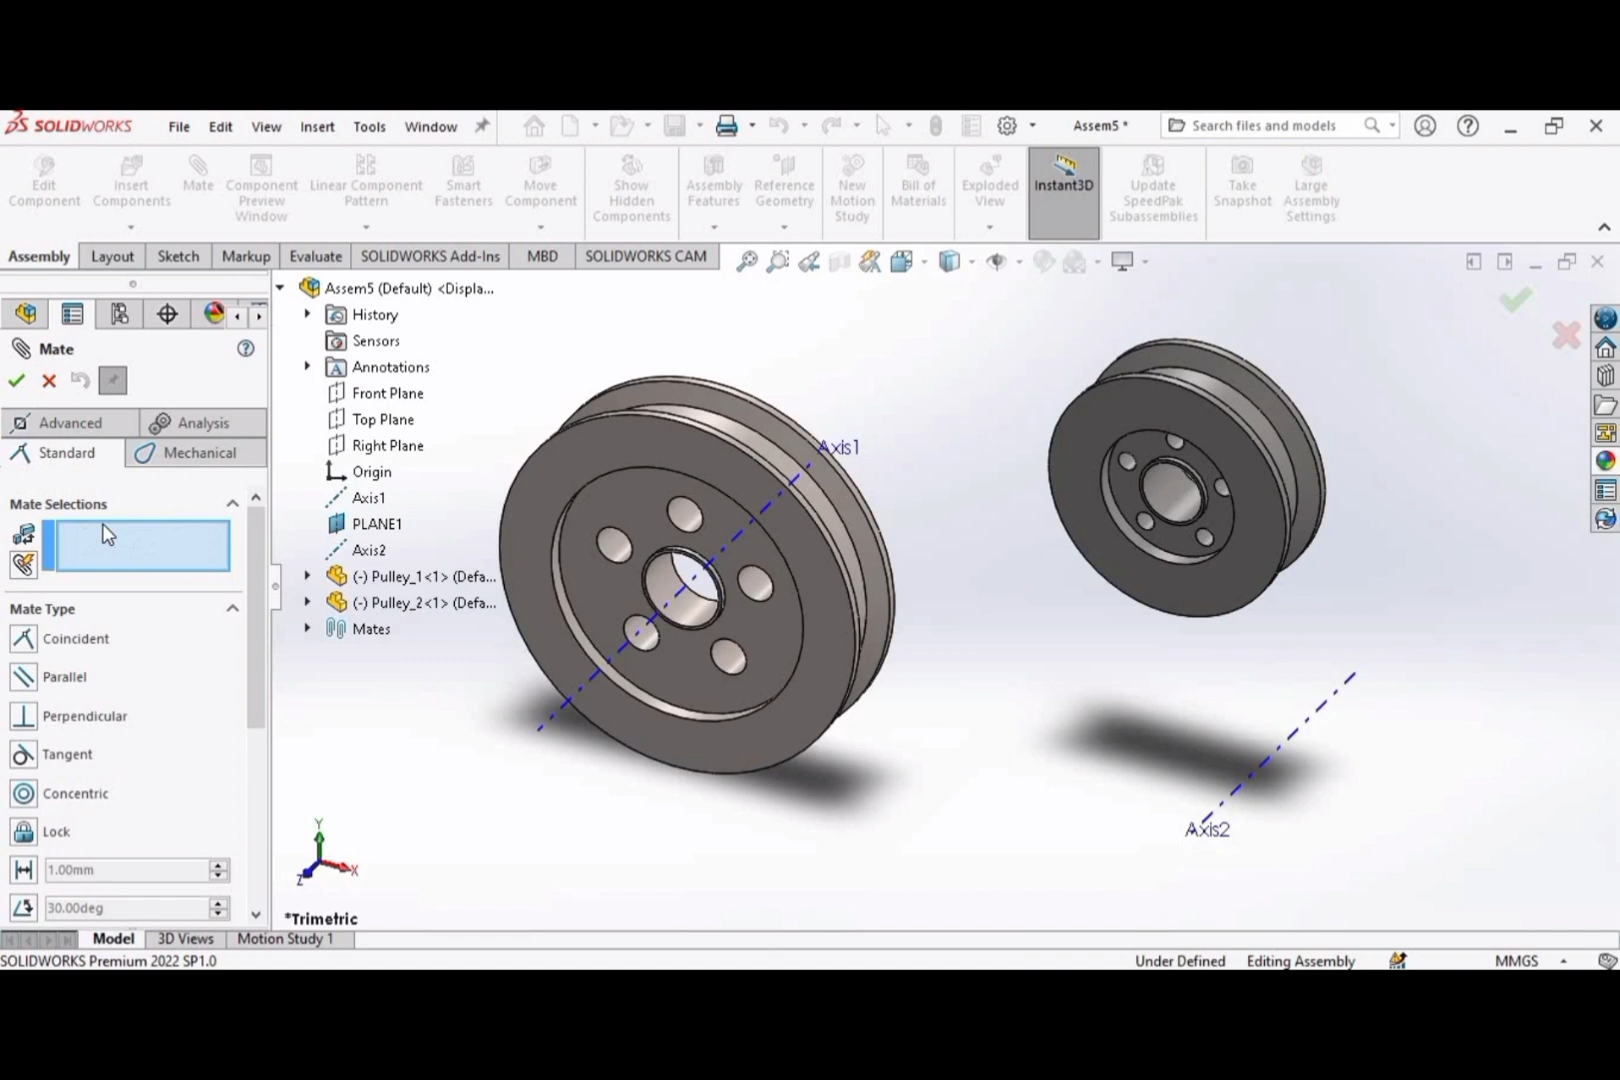 SOLIDWORKS File Edit View Insert Tools Window Assem5 * Search files and models
Edit Component
Insert Components
Mate
Component Preview Window
Linear Component Pattern
Smart Fasteners
Move Component
Show Hidden Components
Assembly Features
Reference Geometry
New Motion Study
Bill of Materials
Exploded View
Instant3D
Update SpeedPak Subassemblies
Take Snapshot
Large Assembly Settings
Assembly Layout Sketch Markup Evaluate SOLIDWORKS Add-Ins MBD SOLIDWORKS CAM
Mate
Advanced Analysis
Standard Mechanical
Mate Selections
Mate Type
Coincident
Parallel
Perpendicular
Tangent
Concentric
Lock
1.00mm
30.00deg
Assem5 (Default) <Displa...
History
Sensors
Annotations
Front Plane
Top Plane
Right Plane
Origin
Axis1
PLANE1
Axis2
(-) Pulley_1<1> (Defa...
(-) Pulley_2<1> (Defa...
Mates
Axis1
Axis2
Y
X
Z
*Trimetric
Model 3D Views Motion Study 1
SOLIDWORKS Premium 2022 SP1.0 Under Defined Editing Assembly MMGS